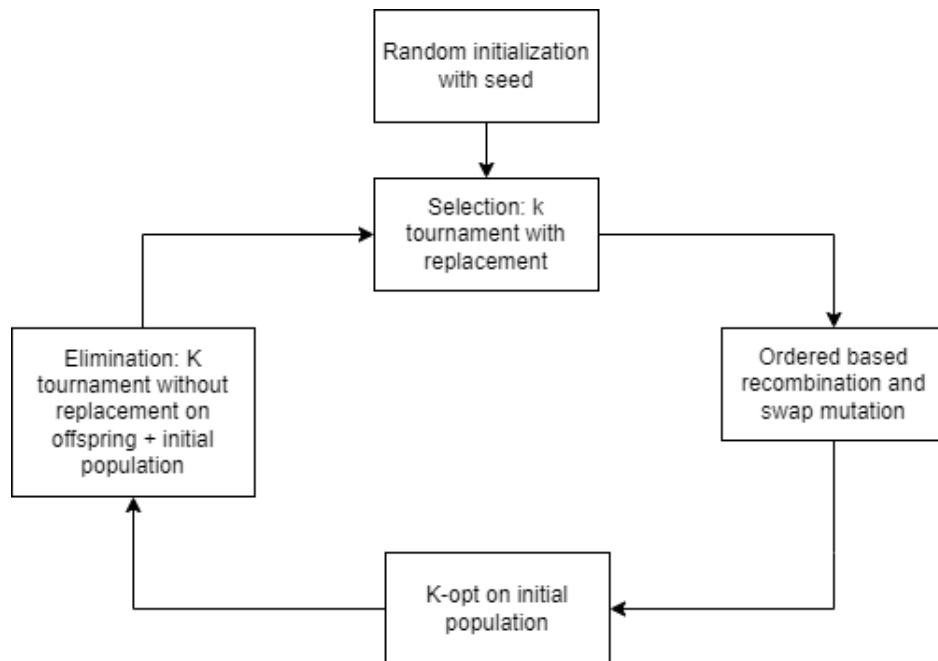 Random initialization
with seed
Selection: k
tournament with
replacement
Elimination: K
tournament without
replacement on
offspring + initial
population
Ordered based
recombination and
swap mutation
K-opt on initial
population